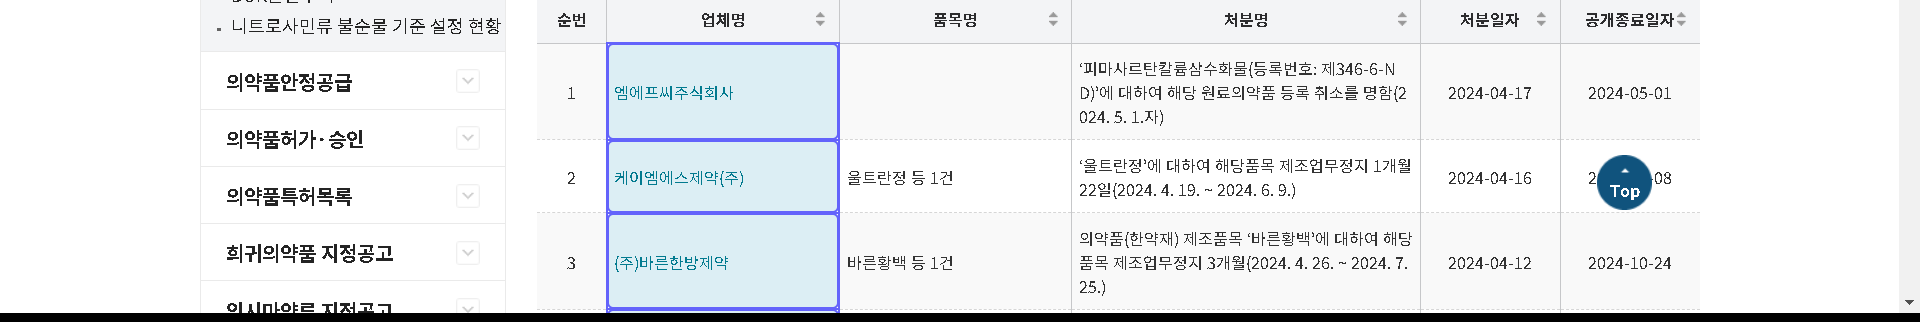 니트로사민류 불순물 기준 설정 현황
의약품안정공급
의약품허가·승인
의약품특허목록
희귀의약품 지정공고
순번 업체명 품목명 처분명 처분일자 공개종료일자
1 엠에프씨주식회사 ‘피마사르탄칼륨삼수화물(등록번호: 제346-6-N
D)’에 대하여 해당 원료의약품 등록 취소를 명함(2
024. 5. 1.자) 2024-04-17 2024-05-01
2 케이엠에스제약(주) 울트란정 등 1건 ‘울트란정’에 대하여 해당품목 제조업무정지 1개월
22일(2024. 4. 19. ~ 2024. 6. 9.) 2024-04-16
Top
3 (주)바른한방제약 바른황백 등 1건 의약품(한약재) 제조품목 ‘바른황백’에 대하여 해당
품목 제조업무정지 3개월(2024. 4. 26. ~ 2024. 7.
25.) 2024-04-12 2024-10-24